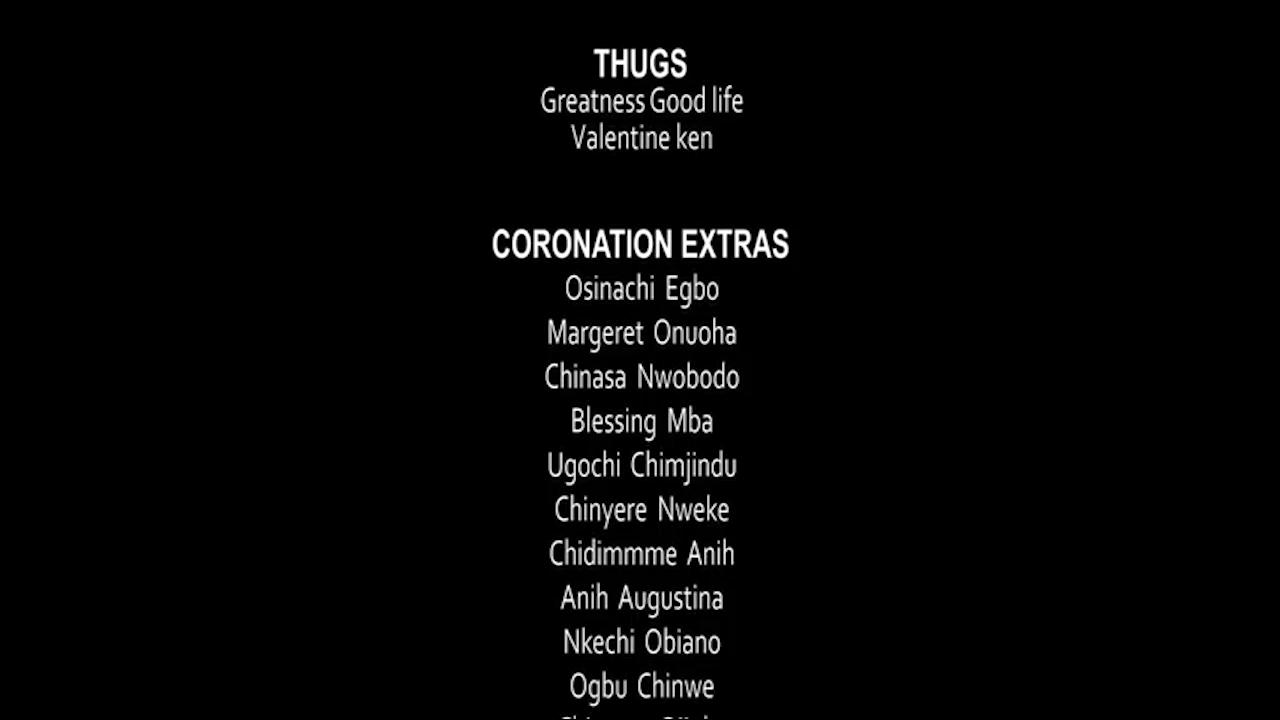 THUGS
Greatness Good life
Valentine ken
CORONATION EXTRAS
Osinachi Egbo
Margeret Onuoha
Chinasa Nwobodo
Blessing Mba
Ugochi Chimjindu
Chinyere Nweke
Chidimmme Anih
Anih Augustina
Nkechi Obiano
Ogbu Chinwe